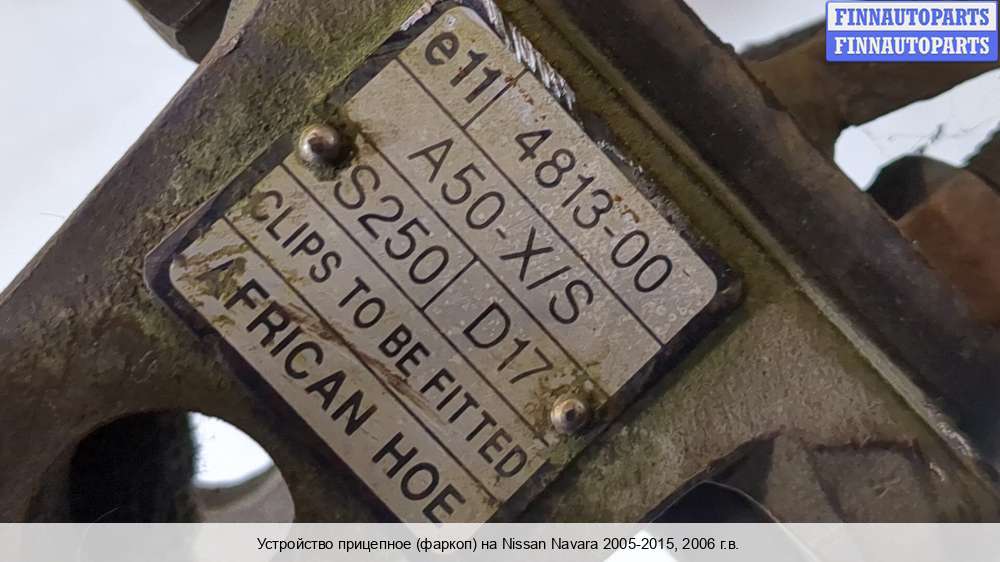 FINNAUTOPARTS
FINNAUTOPARTS
e11 4813-00
A50-X/S
S250 D17
CLIPS TO BE FITTED
AFRICAN HOE
Устройство прицепное (фаркоп) на Nissan Navara 2005-2015, 2006 г.в.